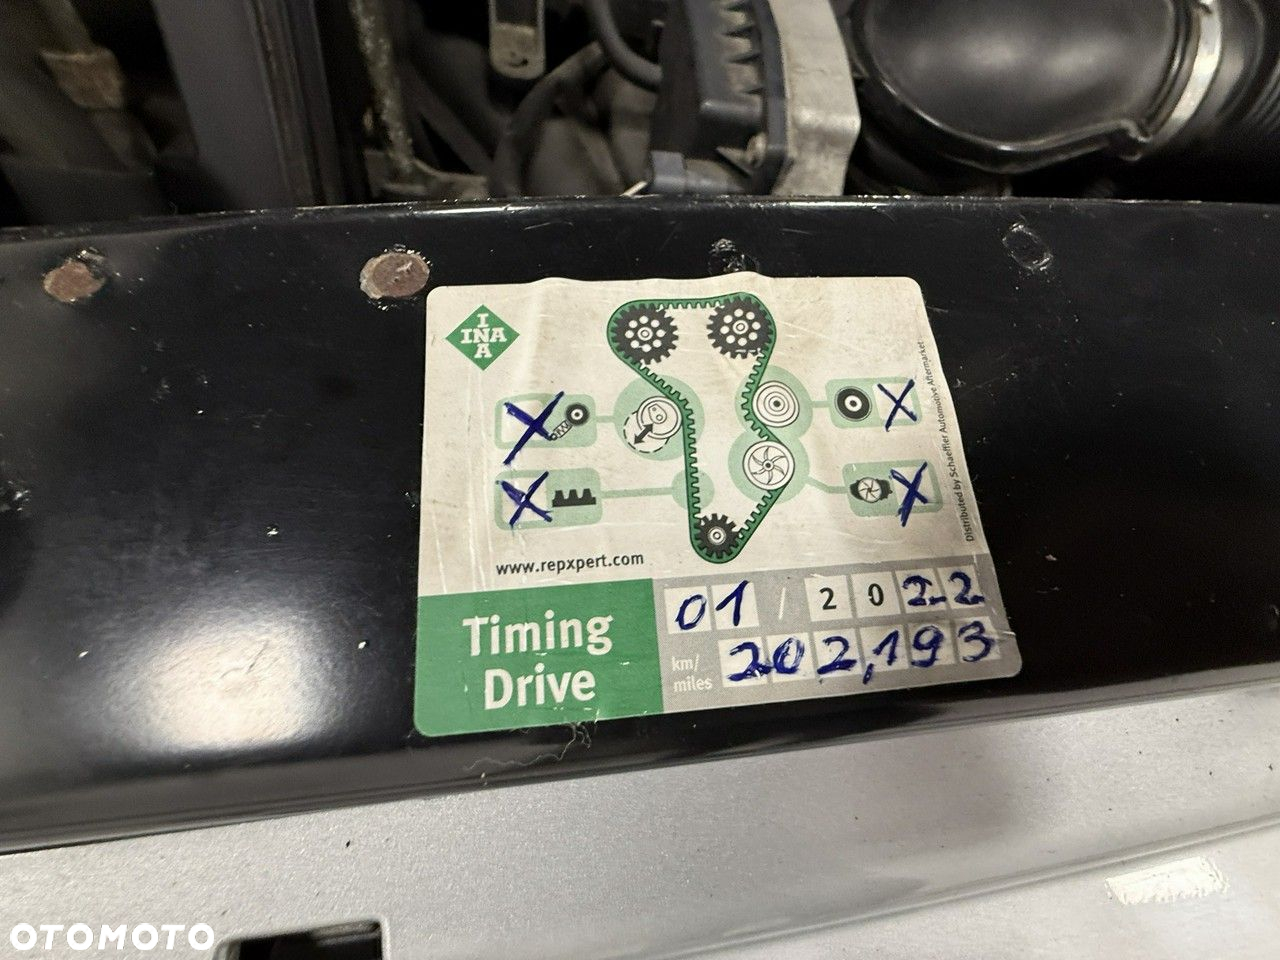 I
INA
A
Distributed by Schaeffler Automotive Aftermarket
www.repxpert.com
Timing
Drive
01 / 2022
km/
miles
202,193
OTOMOTO